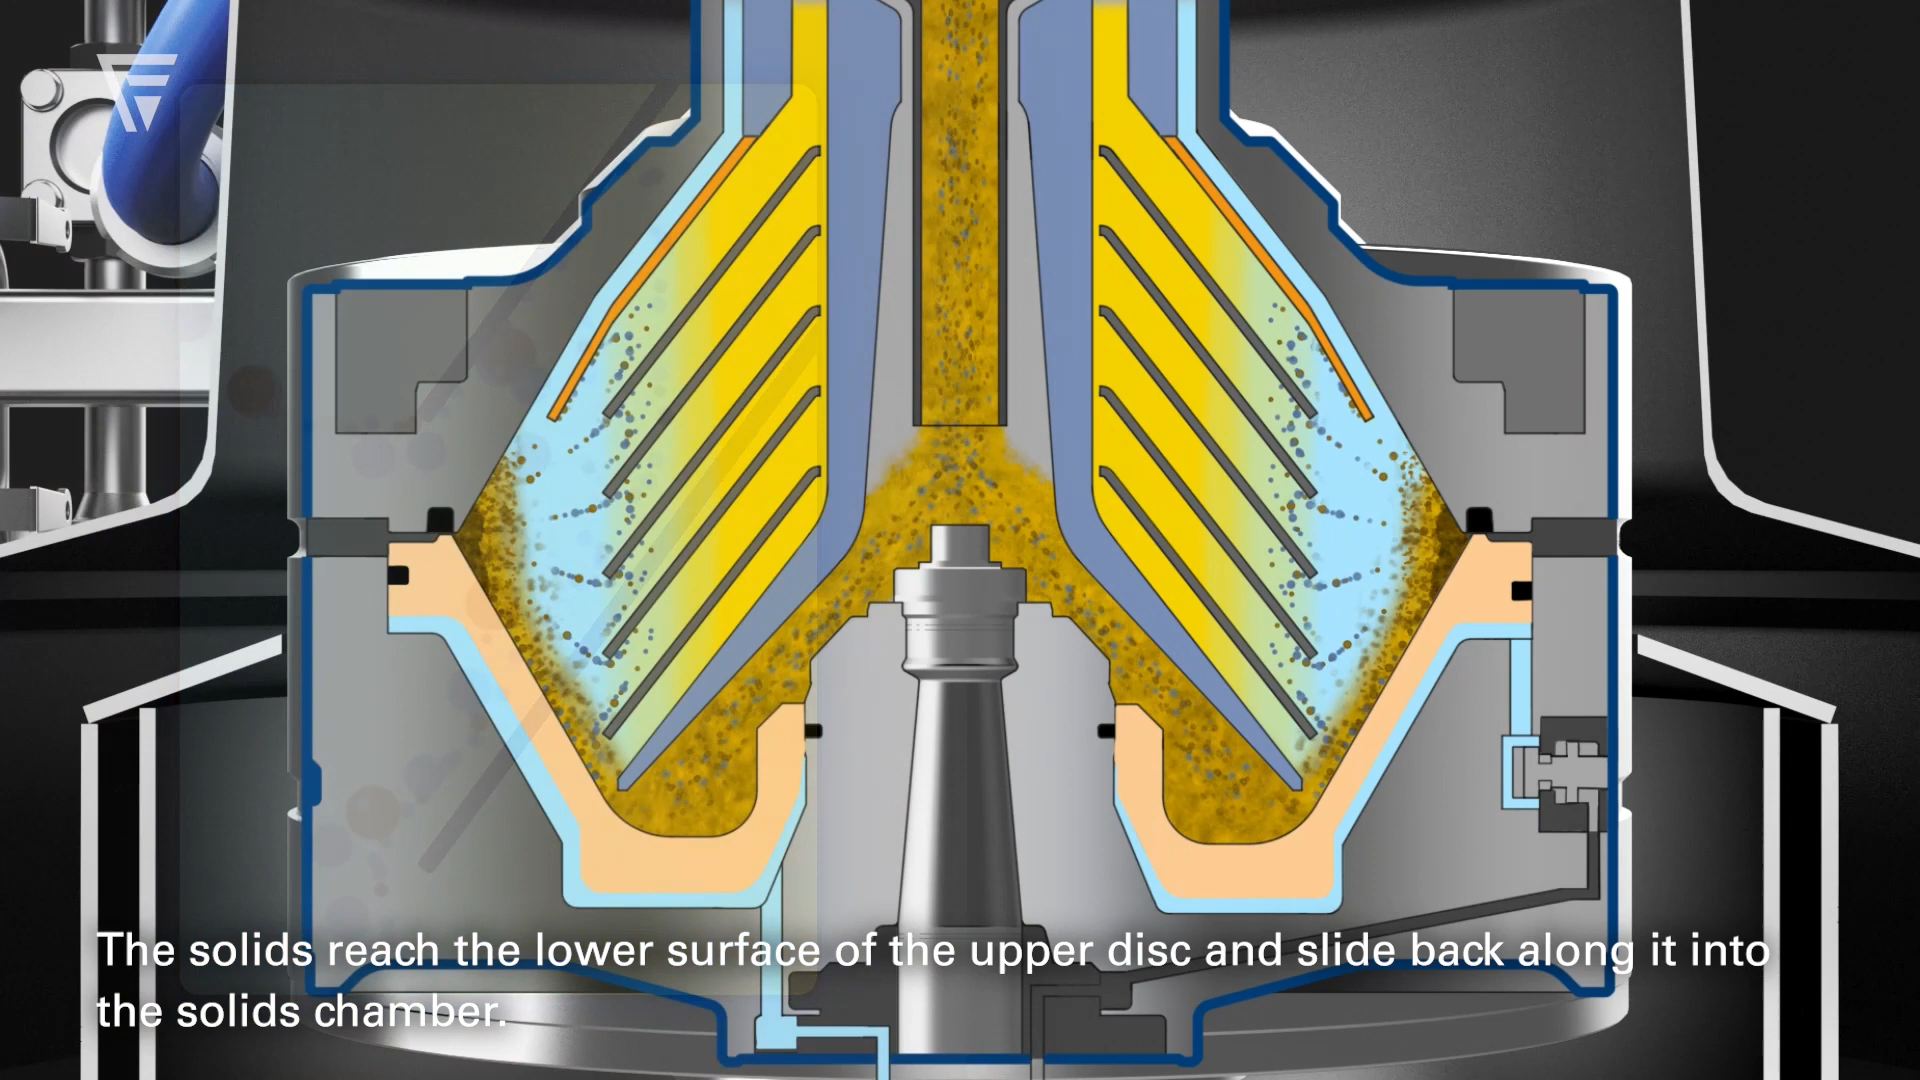 The solids reach the lower surface of the upper disc and slide back along it into
the solids chamber.